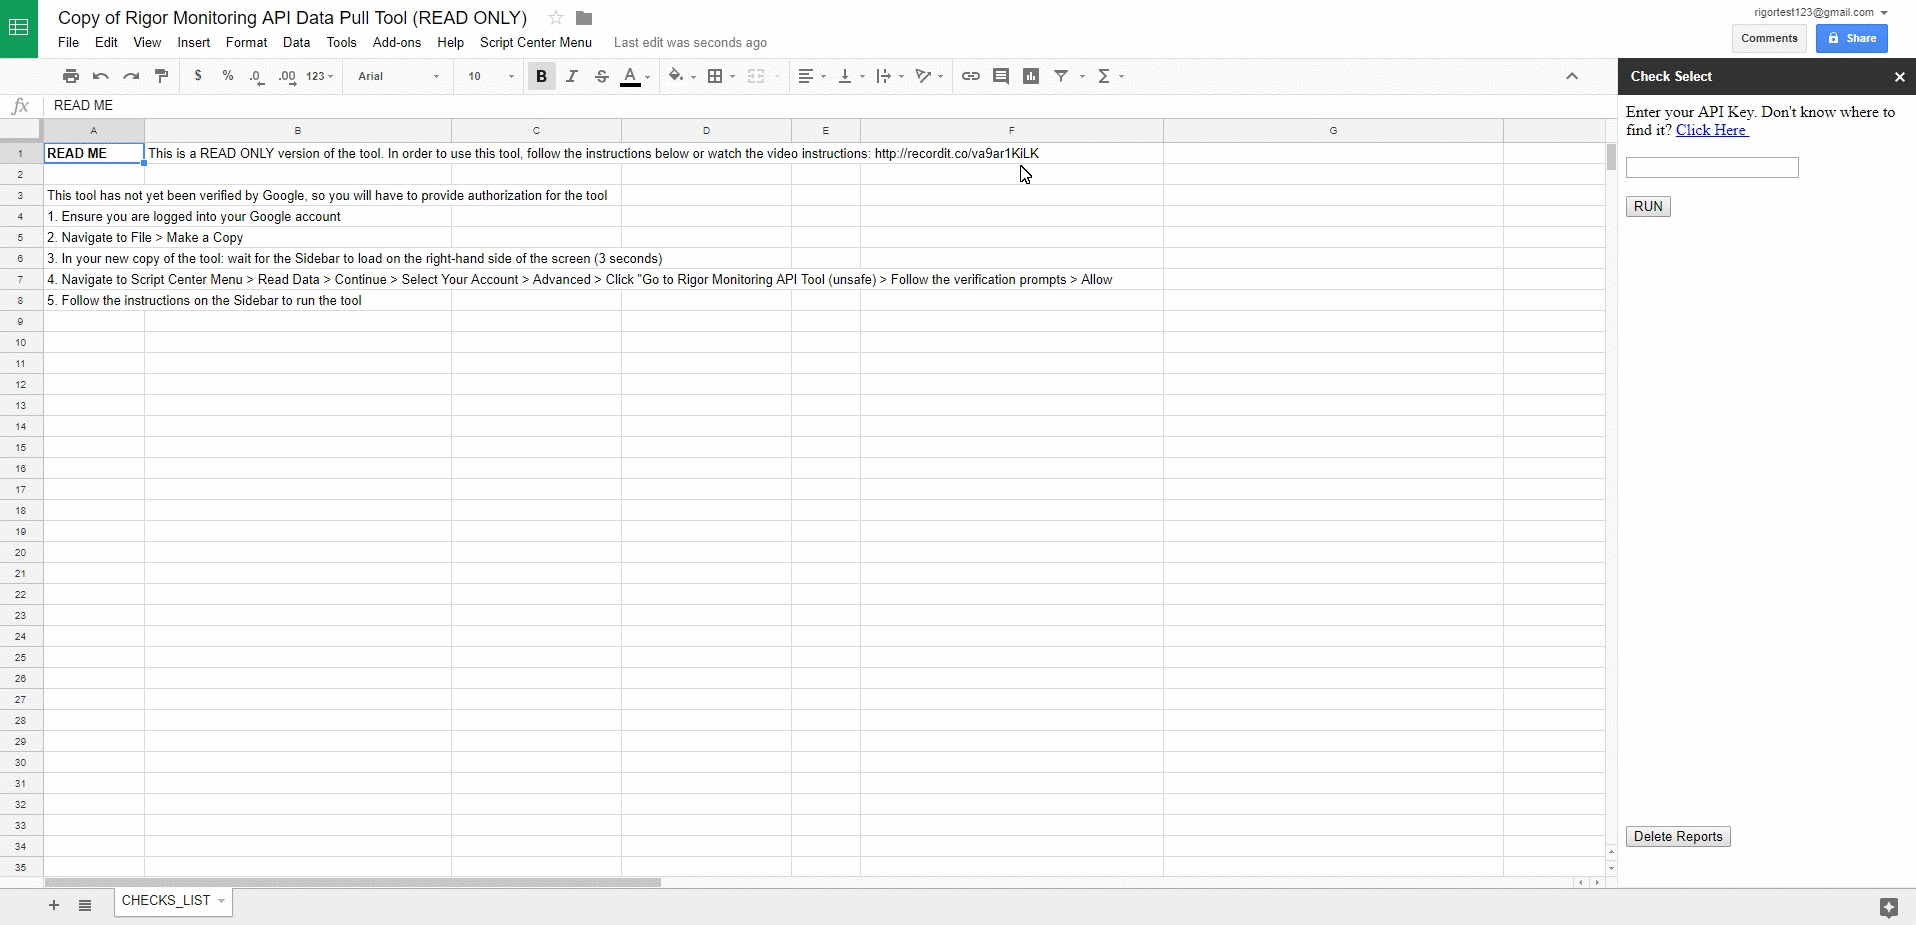 Copy of Rigor Monitoring API Data Pull Tool (READ ONLY)
rigortest123@gmail.com
File Edit View Insert Format Data Tools Add-ons Help Script Center Menu Last edit was seconds ago
Comments
Share
$ % .0 .00 123 Arial 10 B I S A Σ
Check Select
fx READ ME
Enter your API Key. Don't know where to
find it? Click Here
RUN
Delete Reports
A B C D E F G
1 READ ME This is a READ ONLY version of the tool. In order to use this tool, follow the instructions below or watch the video instructions: http://recordit.co/va9ar1KiLK
2
3 This tool has not yet been verified by Google, so you will have to provide authorization for the tool
4 1. Ensure you are logged into your Google account
5 2. Navigate to File > Make a Copy
6 3. In your new copy of the tool: wait for the Sidebar to load on the right-hand side of the screen (3 seconds)
7 4. Navigate to Script Center Menu > Read Data > Continue > Select Your Account > Advanced > Click "Go to Rigor Monitoring API Tool (unsafe) > Follow the verification prompts > Allow
8 5. Follow the instructions on the Sidebar to run the tool
9
10
11
12
13
14
15
16
17
18
19
20
21
22
23
24
25
26
27
28
29
30
31
32
33
34
35
CHECKS_LIST